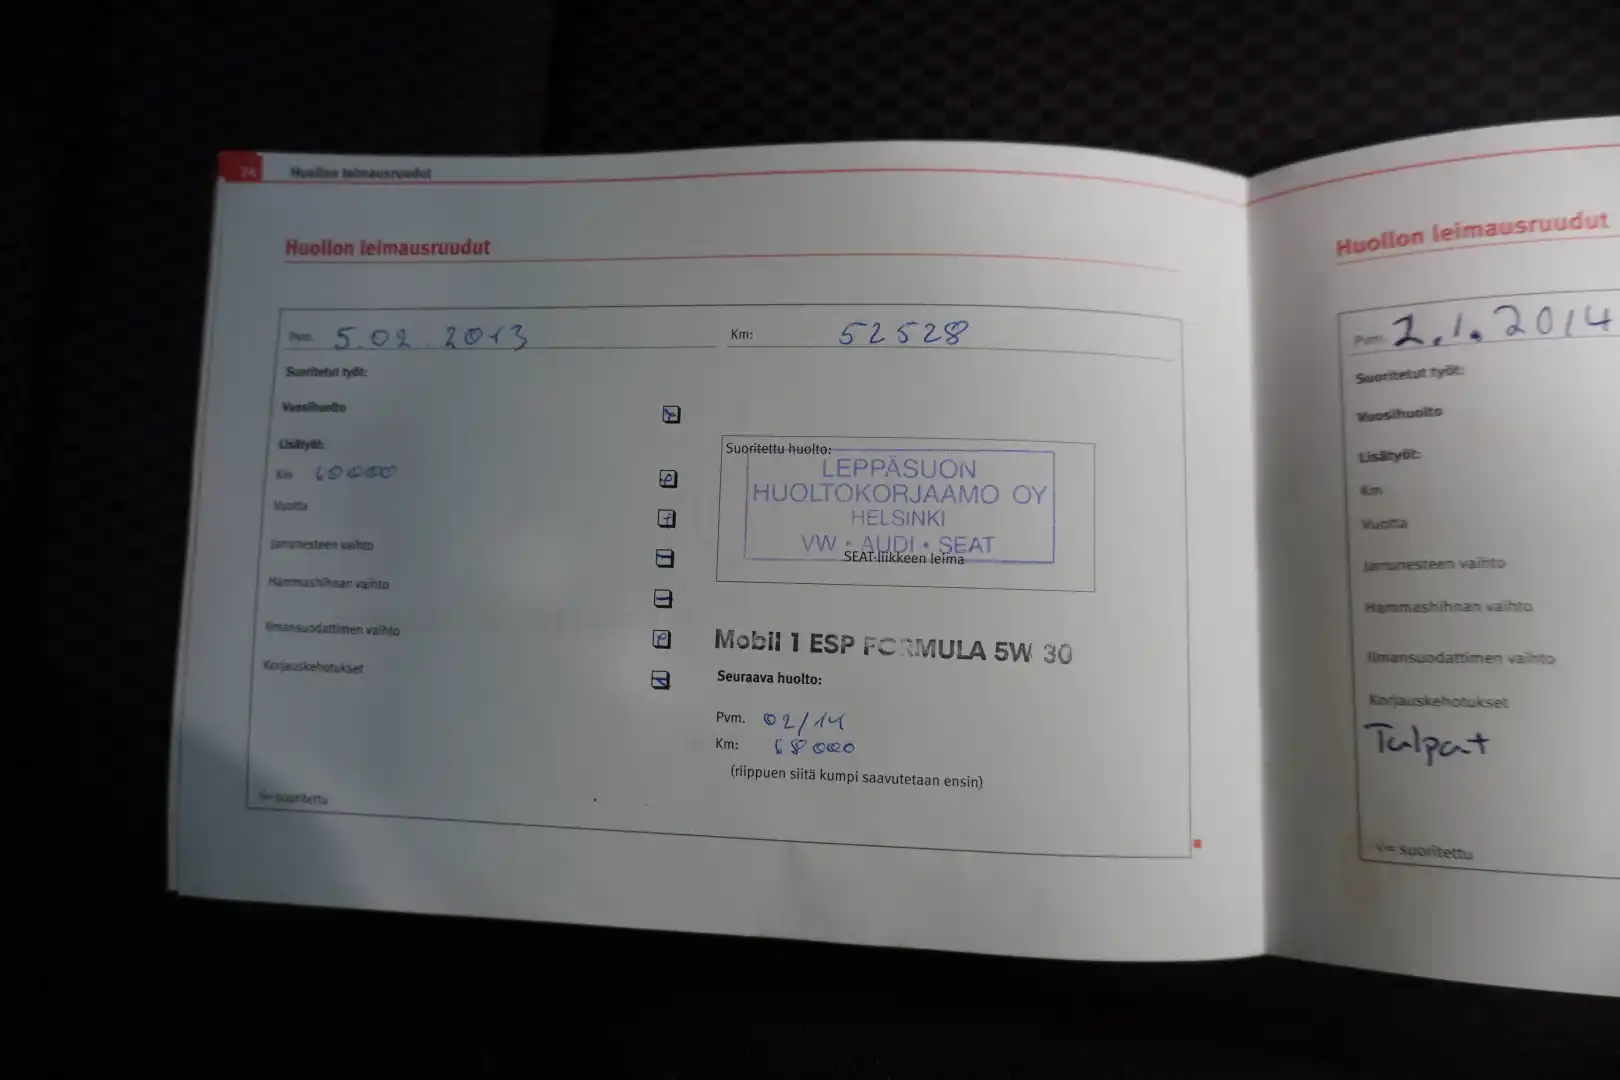 24 Huollon leimausruudut
Huollon leimausruudut
Pvm. 5.02.2013 Km: 52528
Suoritetut työt:
Vuosihuolto
Lisätyöt:
Km 60000
Vuotta
Jarrunesteen vaihto
Hammashihnan vaihto
Ilmansuodattimen vaihto
Korjauskehotukset
√= suoritettu
Suoritettu huolto:
LEPPÄSUON
HUOLTOKORJAAMO OY
HELSINKI
VW • AUDI • SEAT
SEAT-liikkeen leima
Mobil 1 ESP FORMULA 5W 30
Seuraava huolto:
Pvm. 02/14
Km: 68000
(riippuen siitä kumpi saavutetaan ensin)
Huollon leimausruudut
Pvm. 2.1.2014
Suoritetut työt:
Vuosihuolto
Lisätyöt:
Km
Vuotta
Jarrunesteen vaihto
Hammashihnan vaihto
Ilmansuodattimen vaihto
Korjauskehotukset
Tulpat
√= suoritettu